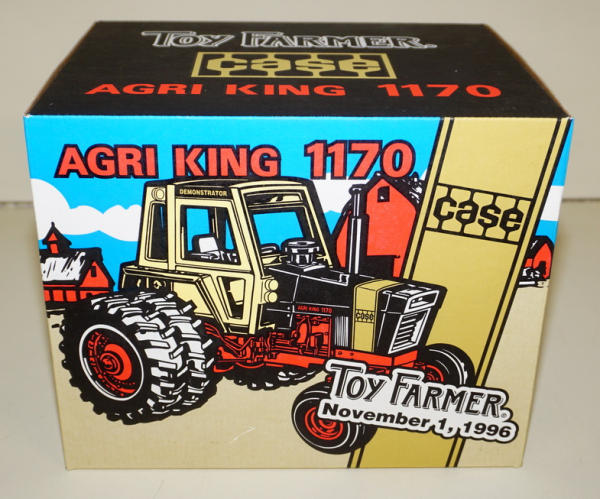 TOY FARMER®
case
AGRI KING 1170
AGRI KING 1170
DEMONSTRATOR
case
AGRI KING 1170
case
TOY FARMER®
November 1, 1996